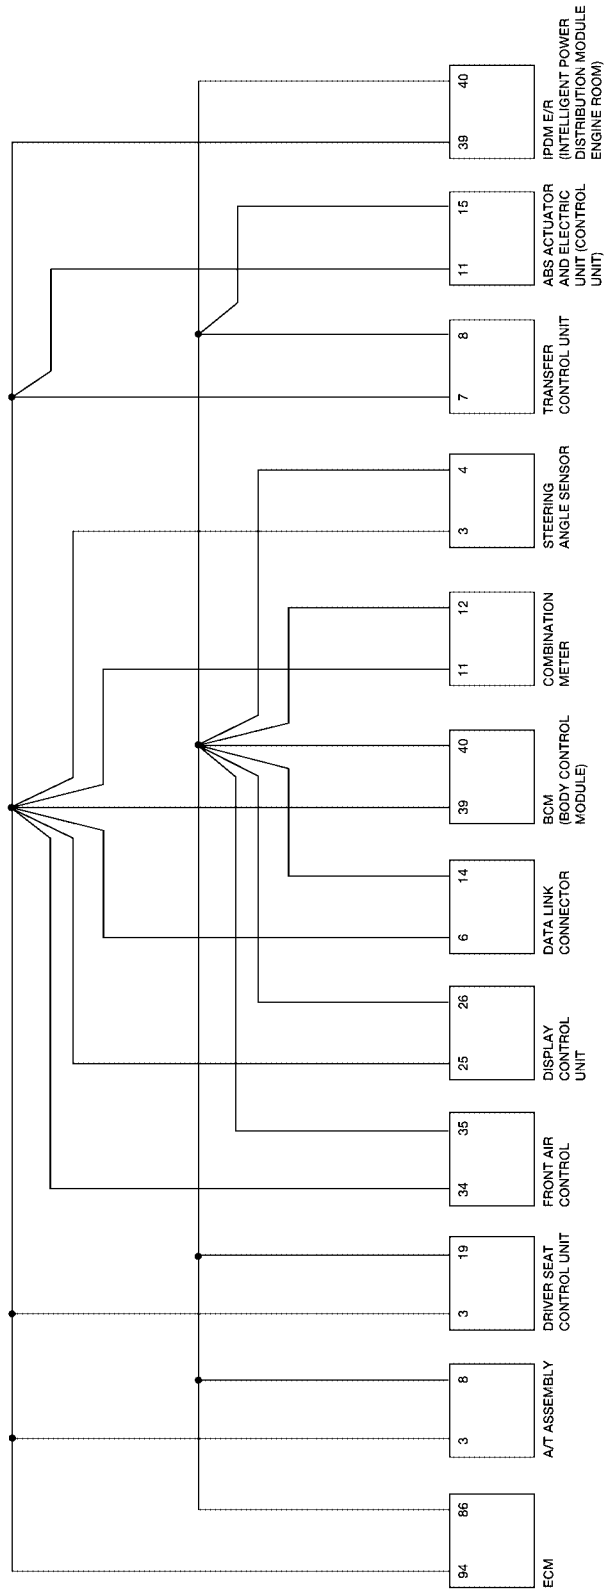 94
86
ECM
3
8
A/T ASSEMBLY
3
19
DRIVER SEAT
CONTROL UNIT
34
35
FRONT AIR
CONTROL
25
26
DISPLAY
CONTROL
UNIT
6
14
DATA LINK
CONNECTOR
39
40
BCM
(BODY CONTROL
MODULE)
11
12
COMBINATION
METER
3
4
STEERING
ANGLE SENSOR
7
8
TRANSFER
CONTROL UNIT
11
15
ABS ACTUATOR
AND ELECTRIC
UNIT (CONTROL
UNIT)
39
40
IPDM E/R
(INTELLIGENT POWER
DISTRIBUTION MODULE
ENGINE ROOM)